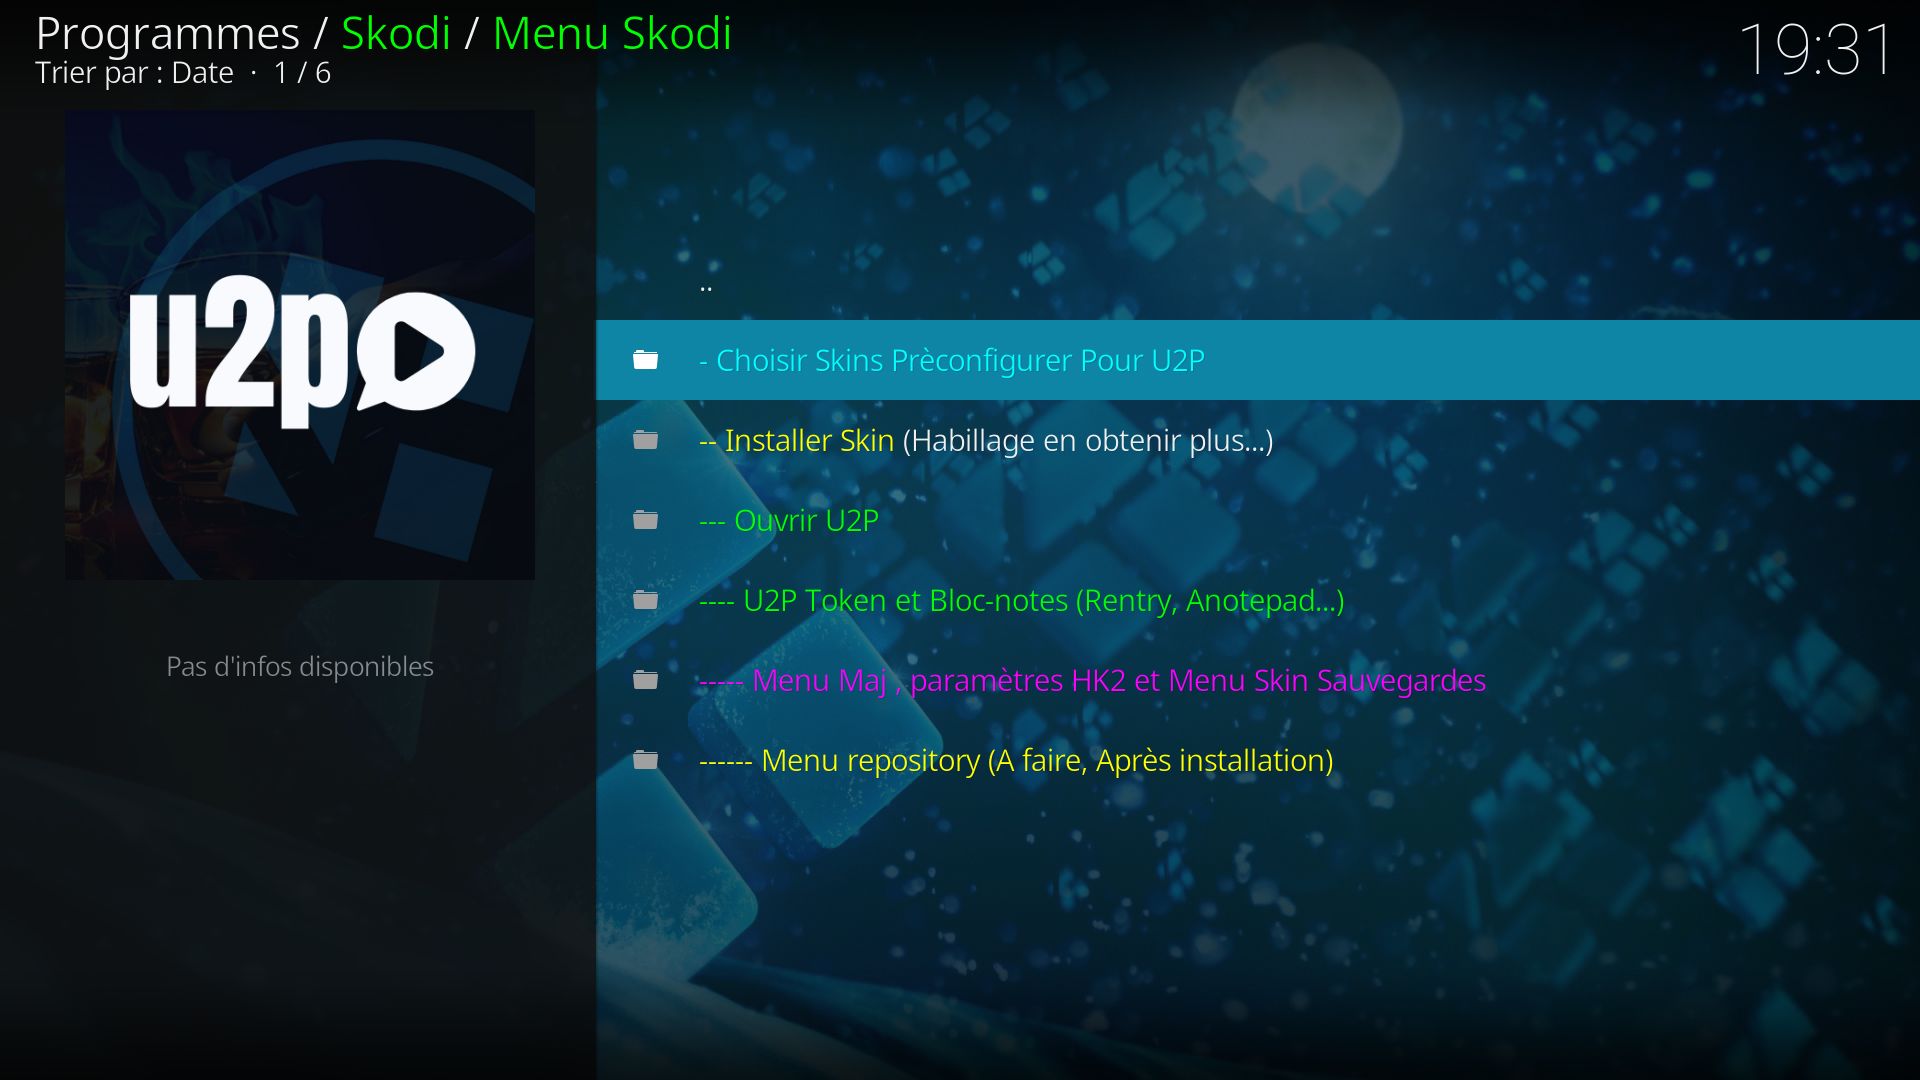 Programmes / Skodi / Menu Skodi
19:31
Trier par : Date · 1 / 6
u2p
Pas d'infos disponibles
..
- Choisir Skins Prèconfigurer Pour U2P
-- Installer Skin (Habillage en obtenir plus...)
--- Ouvrir U2P
---- U2P Token et Bloc-notes (Rentry, Anotepad...)
----- Menu Maj , paramètres HK2 et Menu Skin Sauvegardes
------ Menu repository (A faire, Après installation)